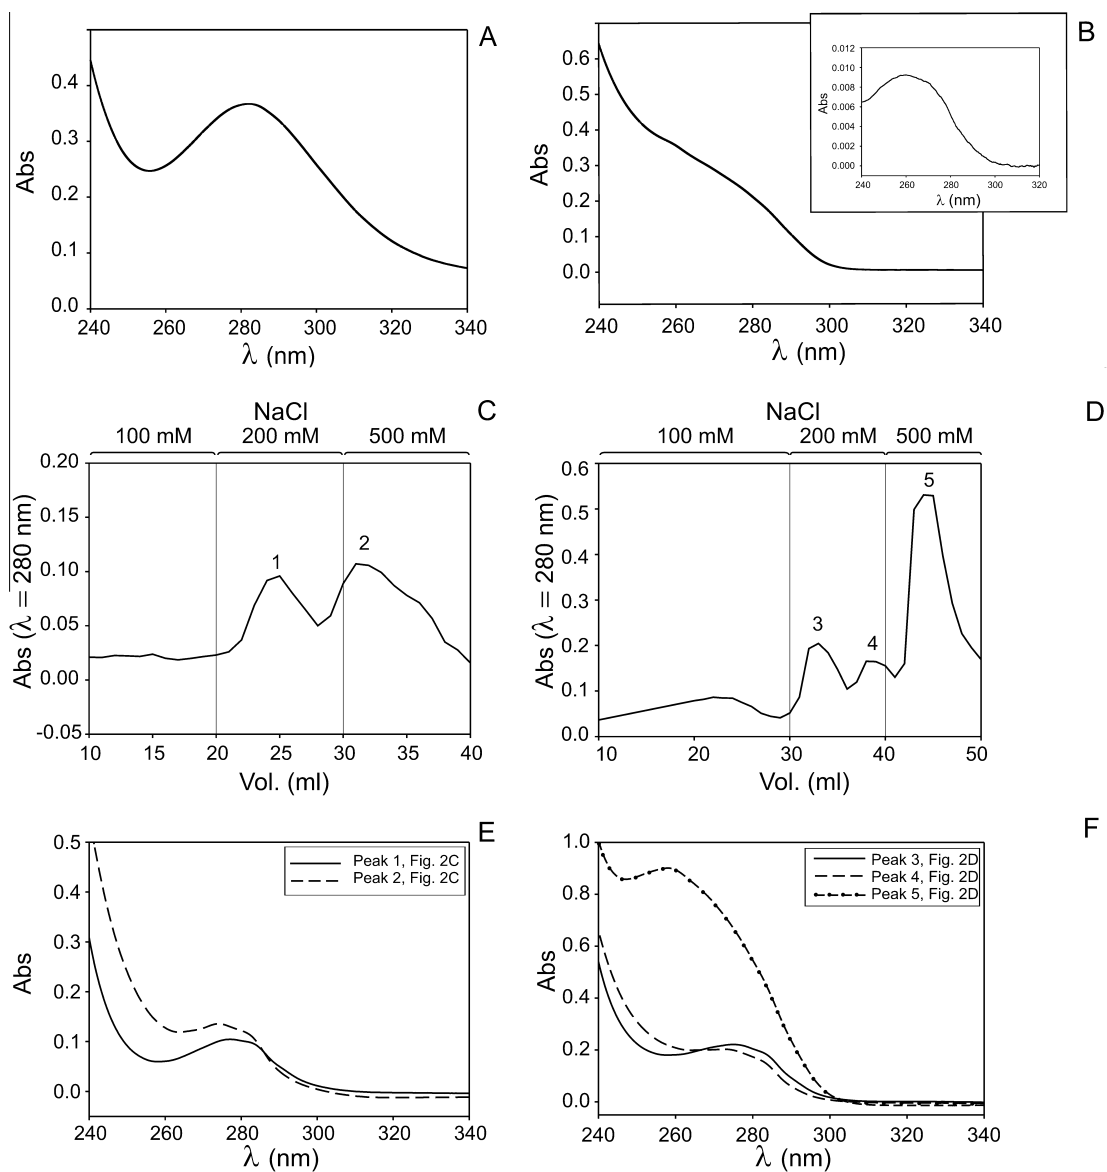 A
Abs
0.4
0.3
0.2
0.1
0.0
240 260 280 300 320 340
λ (nm)
B
Abs
0.6
0.5
0.4
0.3
0.2
0.1
0.0
240 260 280 300 320 340
λ (nm)
Abs
0.012
0.010
0.008
0.006
0.004
0.002
0.000
240 260 280 300 320
λ (nm)
C
NaCl
100 mM 200 mM 500 mM
Abs (λ = 280 nm)
0.20
0.15
0.10
0.05
0.00
-0.05
1
2
10 15 20 25 30 35 40
Vol. (ml)
D
NaCl
100 mM 200 mM 500 mM
Abs (λ = 280 nm)
0.6
0.5
0.4
0.3
0.2
0.1
0.0
3
4
5
10 20 30 40 50
Vol. (ml)
E
Abs
0.5
0.4
0.3
0.2
0.1
0.0
Peak 1, Fig. 2C
Peak 2, Fig. 2C
240 260 280 300 320 340
λ (nm)
F
Abs
1.0
0.8
0.6
0.4
0.2
0.0
Peak 3, Fig. 2D
Peak 4, Fig. 2D
Peak 5, Fig. 2D
240 260 280 300 320 340
λ (nm)